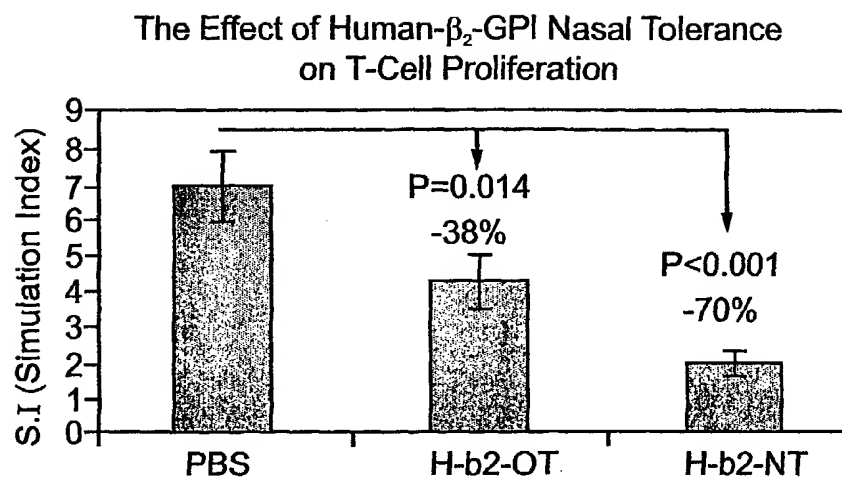 The Effect of Human-β₂-GPI Nasal Tolerance
on T-Cell Proliferation
S.I (Simulation Index)
9
8
7
6
5
4
3
2
1
0
P=0.014
-38%
P<0.001
-70%
PBS
H-b2-OT
H-b2-NT